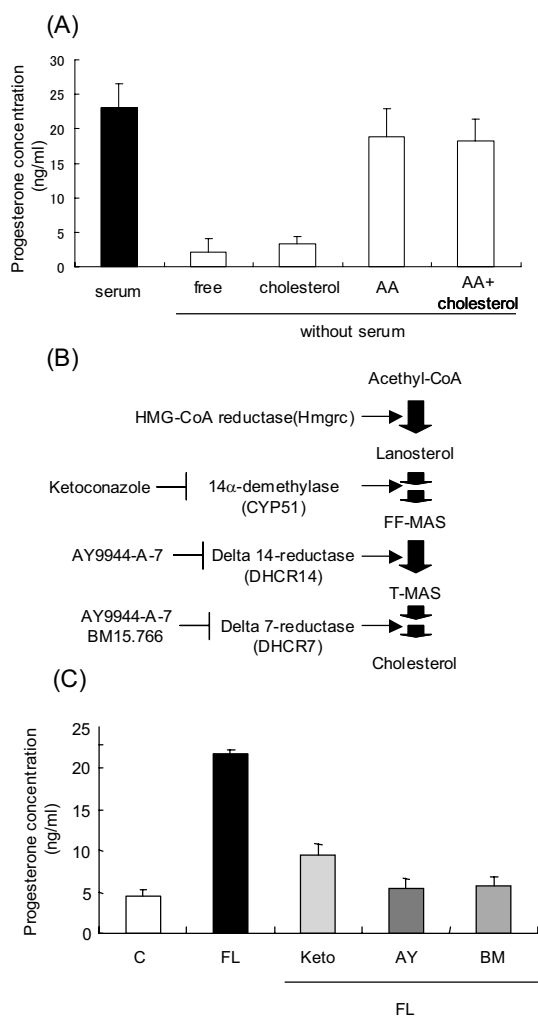 (A)
Progesterone concentration
(ng/ml)
30
25
20
15
10
5
0
serum
free
cholesterol
AA
AA+
cholesterol
without serum
(B)
Acethyl-CoA
HMG-CoA reductase(Hmgrc)
Lanosterol
Ketoconazole
14α-demethylase
(CYP51)
FF-MAS
AY9944-A-7
Delta 14-reductase
(DHCR14)
T-MAS
AY9944-A-7
BM15.766
Delta 7-reductase
(DHCR7)
Cholesterol
(C)
Progesterone concentration
(ng/ml)
25
20
15
10
5
0
C
FL
Keto
AY
BM
FL